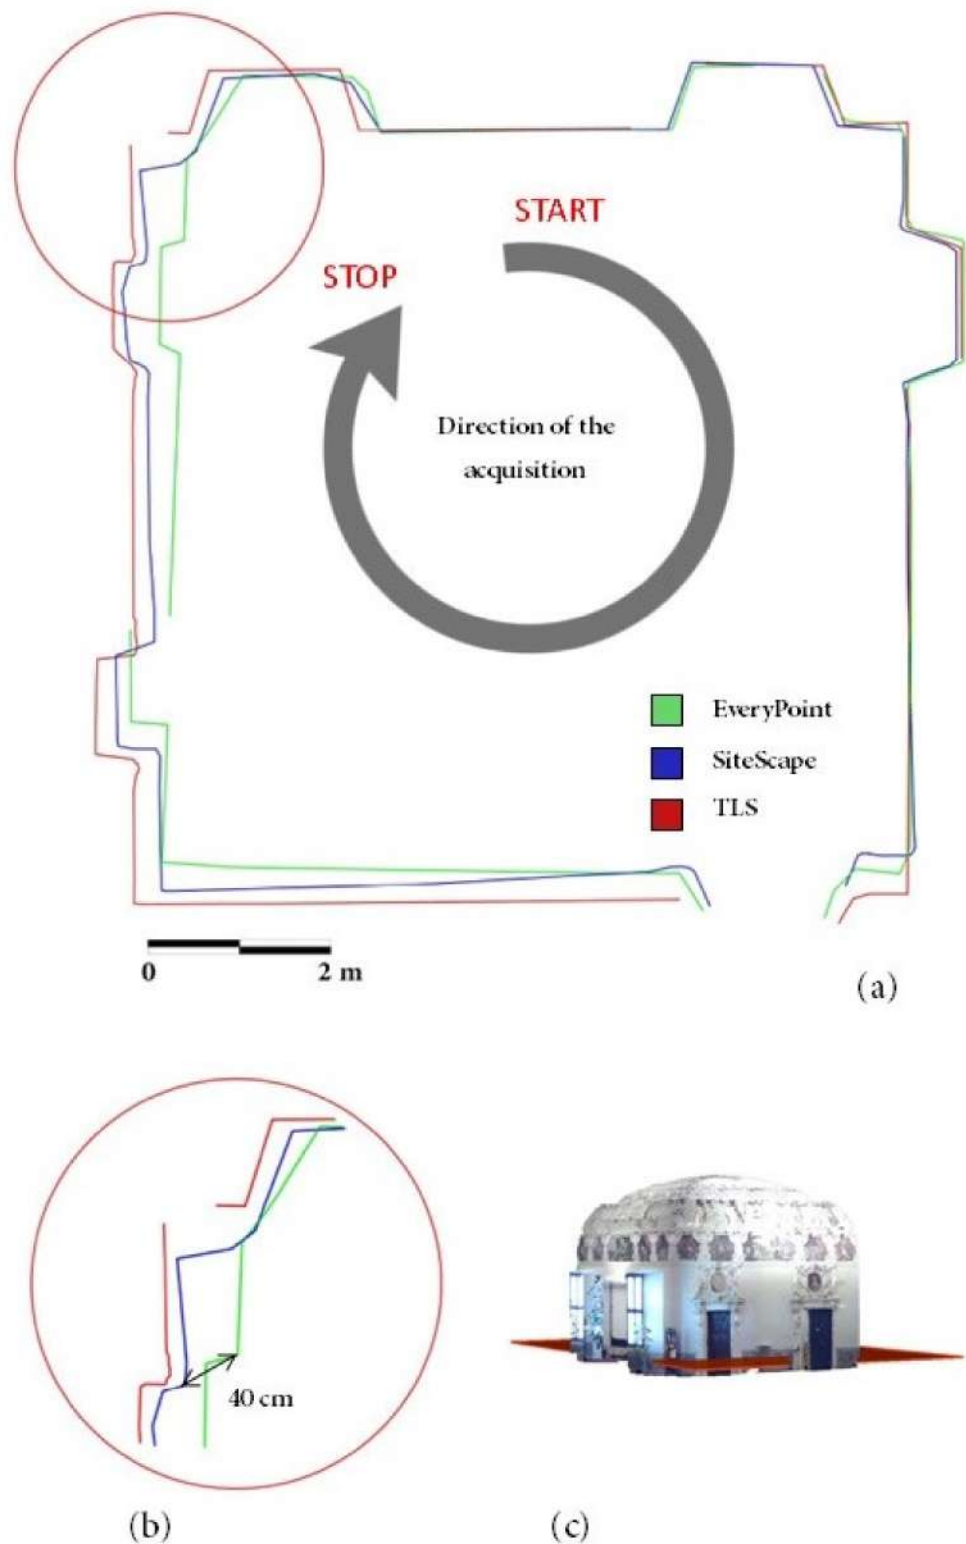 START
STOP
Direction of the
acquisition
EveryPoint
SiteScape
TLS
0 2 m
(a)
40 cm
(b) (c)